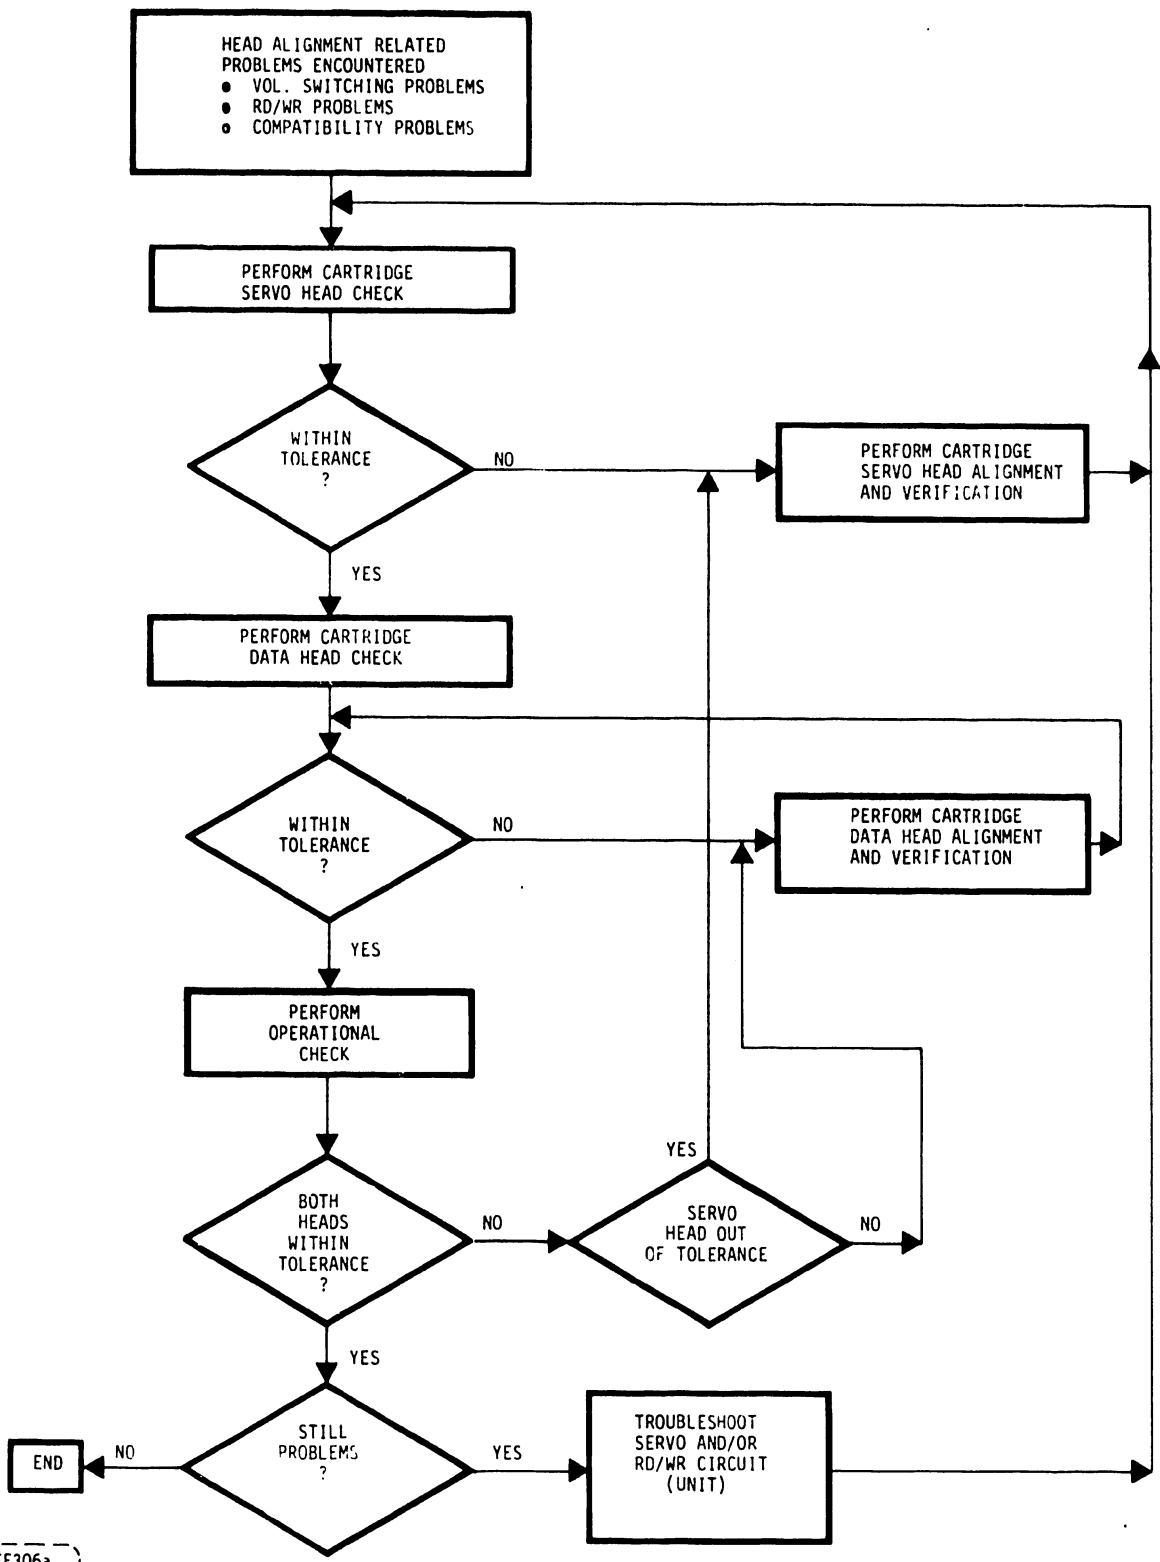 HEAD ALIGNMENT RELATED
PROBLEMS ENCOUNTERED
● VOL. SWITCHING PROBLEMS
● RD/WR PROBLEMS
● COMPATIBILITY PROBLEMS
PERFORM CARTRIDGE
SERVO HEAD CHECK
WITHIN
TOLERANCE
?
NO
PERFORM CARTRIDGE
SERVO HEAD ALIGNMENT
AND VERIFICATION
YES
PERFORM CARTRIDGE
DATA HEAD CHECK
WITHIN
TOLERANCE
?
NO
PERFORM CARTRIDGE
DATA HEAD ALIGNMENT
AND VERIFICATION
YES
PERFORM
OPERATIONAL
CHECK
BOTH
HEADS
WITHIN
TOLERANCE
?
NO
YES
SERVO
HEAD OUT
OF TOLERANCE
NO
YES
STILL
PROBLEMS
?
NO
END
YES
TROUBLESHOOT
SERVO AND/OR
RD/WR CIRCUIT
(UNIT)